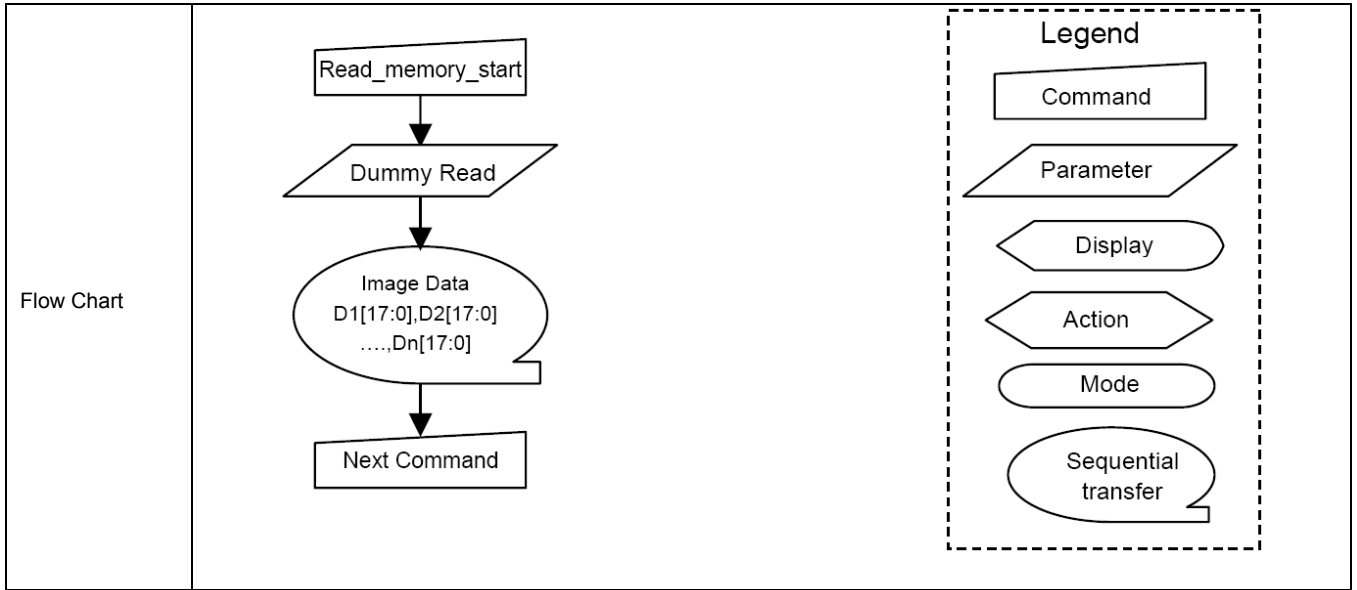 Flow Chart
Read_memory_start
Dummy Read
Image Data
D1[17:0],D2[17:0]
....,Dn[17:0]
Next Command
Legend
Command
Parameter
Display
Action
Mode
Sequential
transfer